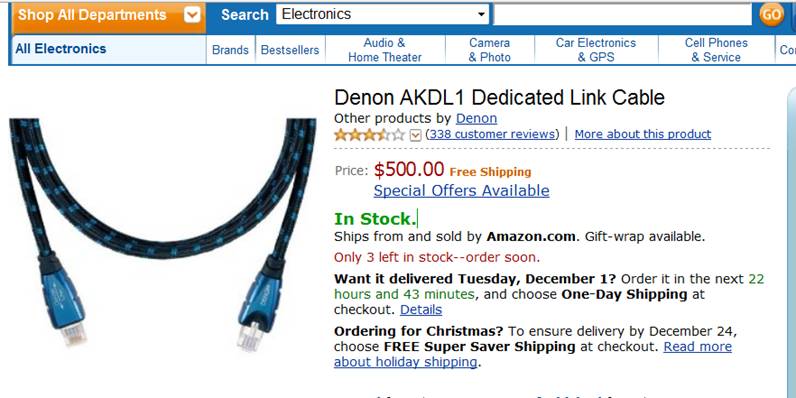 Shop All Departments
Search
Electronics
GO
All Electronics
Brands
Bestsellers
Audio &
Home Theater
Camera
& Photo
Car Electronics
& GPS
Cell Phones
& Service
Denon AKDL1 Dedicated Link Cable
Other products by Denon
(338 customer reviews) | More about this product
Price: $500.00 Free Shipping
Special Offers Available
In Stock.
Ships from and sold by Amazon.com. Gift-wrap available.
Only 3 left in stock--order soon.
Want it delivered Tuesday, December 1? Order it in the next 22
hours and 43 minutes, and choose One-Day Shipping at
checkout. Details
Ordering for Christmas? To ensure delivery by December 24,
choose FREE Super Saver Shipping at checkout. Read more
about holiday shipping.